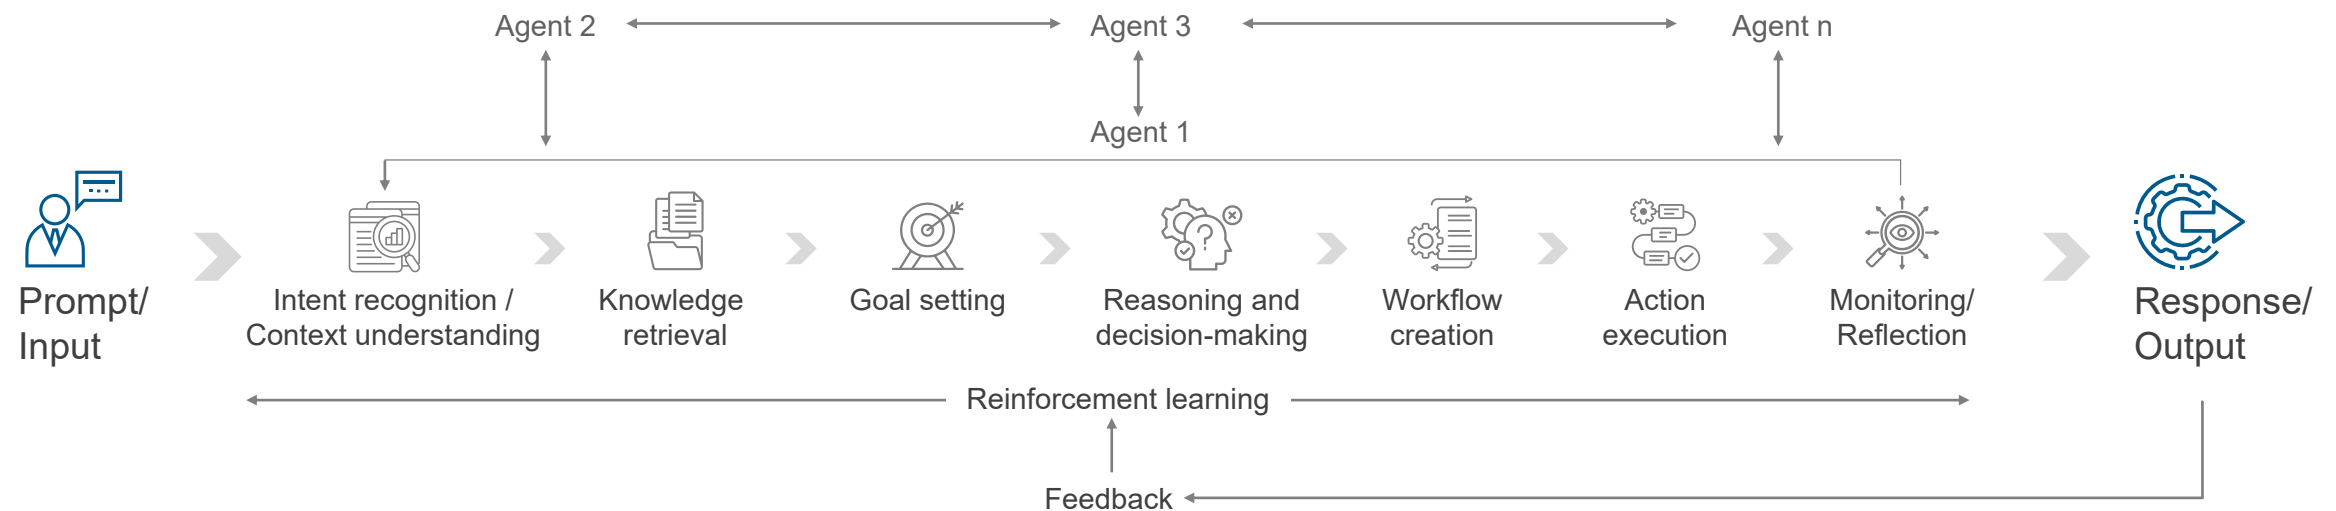 Agent 2
Agent 3
Agent n
Agent 1
Prompt/
Input
Intent recognition /
Context understanding
Knowledge
retrieval
Goal setting
Reasoning and
decision-making
Workflow
creation
Action
execution
Monitoring/
Reflection
Response/
Output
Reinforcement learning
Feedback